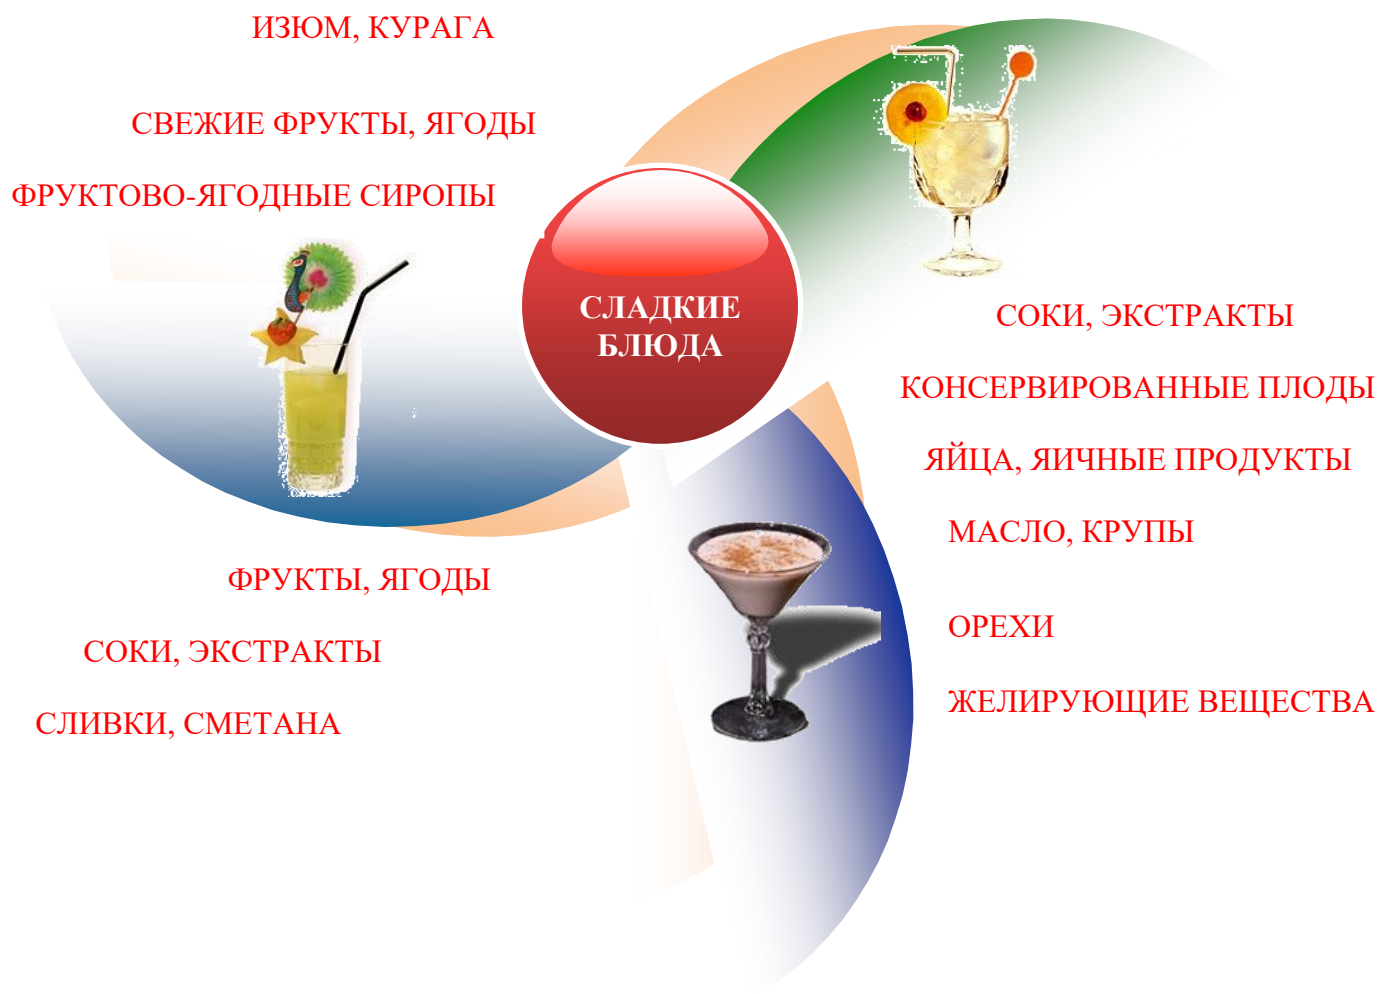 ИЗЮМ, КУРАГА
СВЕЖИЕ ФРУКТЫ, ЯГОДЫ
ФРУКТОВО-ЯГОДНЫЕ СИРОПЫ
СЛАДКИЕ
БЛЮДА
СОКИ, ЭКСТРАКТЫ
КОНСЕРВИРОВАННЫЕ ПЛОДЫ
ЯЙЦА, ЯИЧНЫЕ ПРОДУКТЫ
МАСЛО, КРУПЫ
ОРЕХИ
ЖЕЛИРУЮЩИЕ ВЕЩЕСТВА
ФРУКТЫ, ЯГОДЫ
СОКИ, ЭКСТРАКТЫ
СЛИВКИ, СМЕТАНА